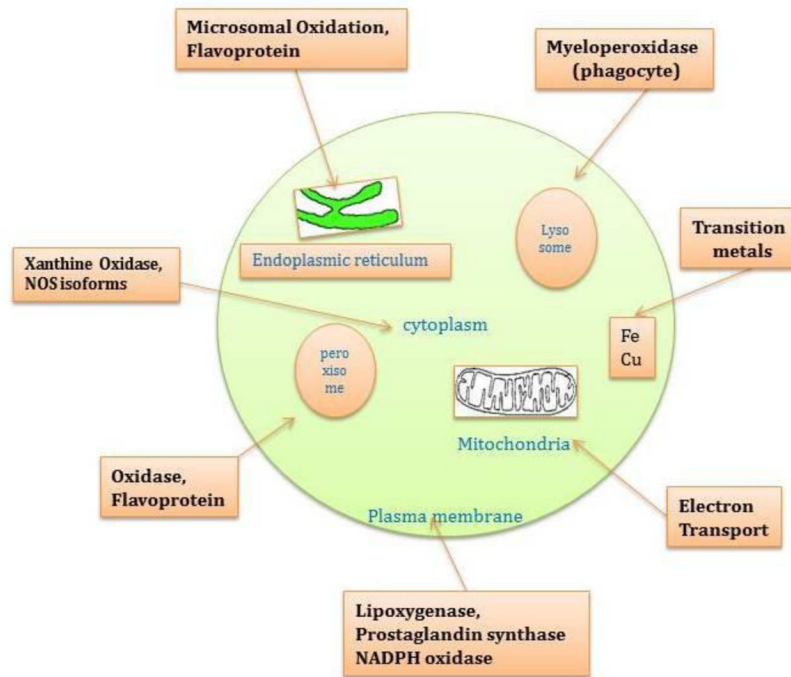 Microsomal Oxidation,
Flavoprotein
Myeloperoxidase
(phagocyte)
Lyso
some
Transition
metals
Endoplasmic reticulum
Xanthine Oxidase,
NOS isoforms
cytoplasm
Fe
Cu
pero
xiso
me
Mitochondria
Oxidase,
Flavoprotein
Plasma membrane
Electron
Transport
Lipoxygenase,
Prostaglandin synthase
NADPH oxidase